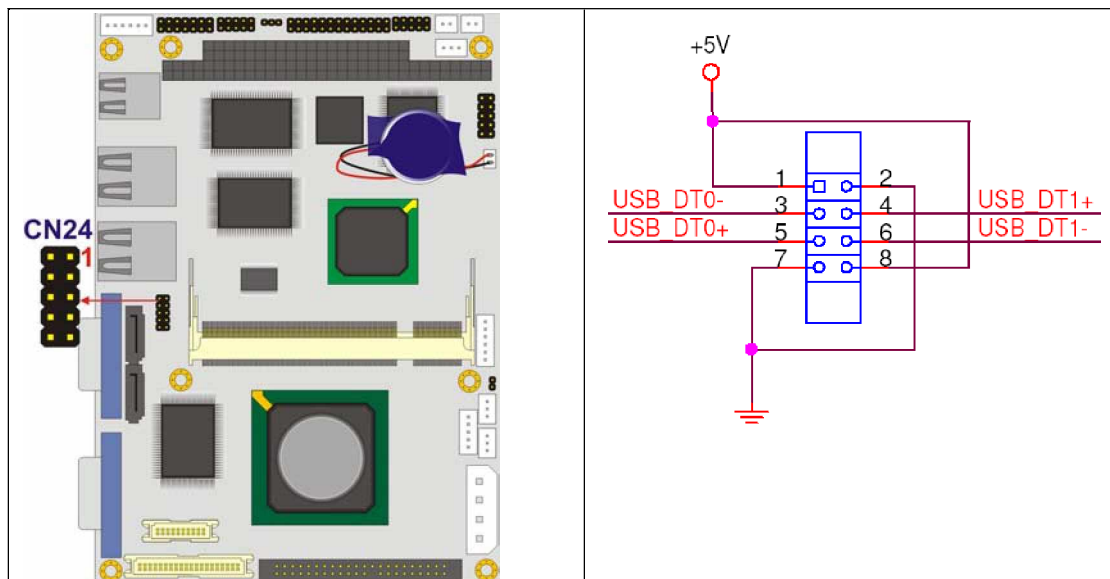 CN24
1
+5V
1 2
USB_DT0- 3 4 USB_DT1+
USB_DT0+ 5 6 USB_DT1-
7 8